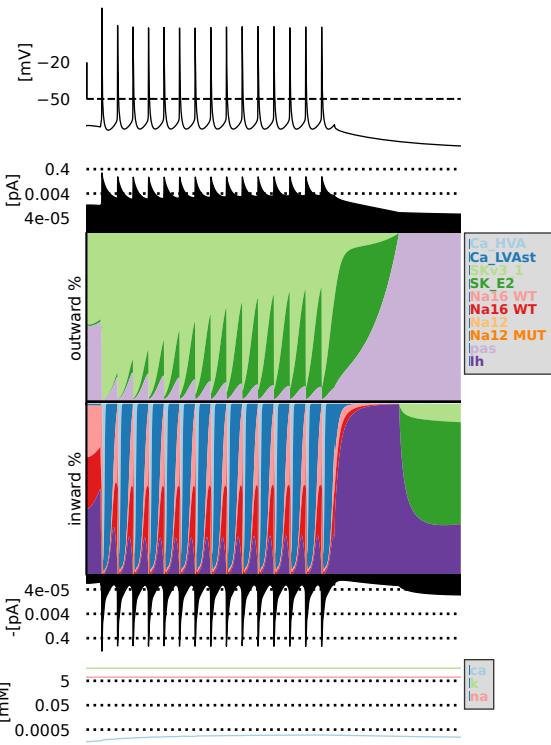 [mV]
−20
−50
[pA]
0.4
0.004
4e-05
outward %
Ca_HVA
Ca_LVAst
SKv3_1
SK_E2
Na16 WT
Na16 WT
Na12
Na12 MUT
pas
Ih
inward %
-[pA]
4e-05
0.004
0.4
[mM]
5
0.05
0.0005
ca
k
na